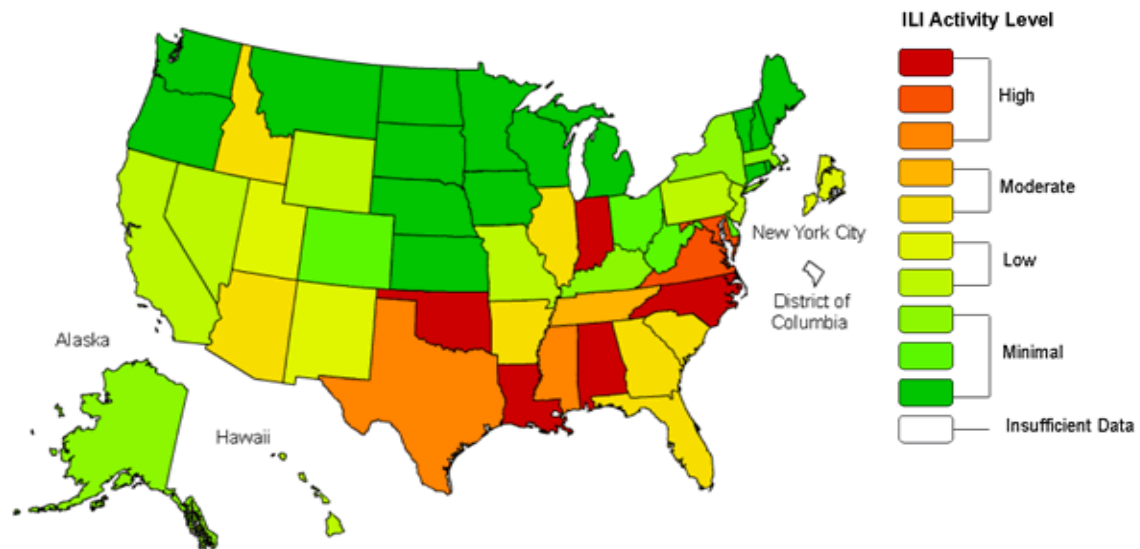 ILI Activity Level
High
Moderate
New York City
Low
District of
Columbia
Alaska
Minimal
Hawaii
Insufficient Data